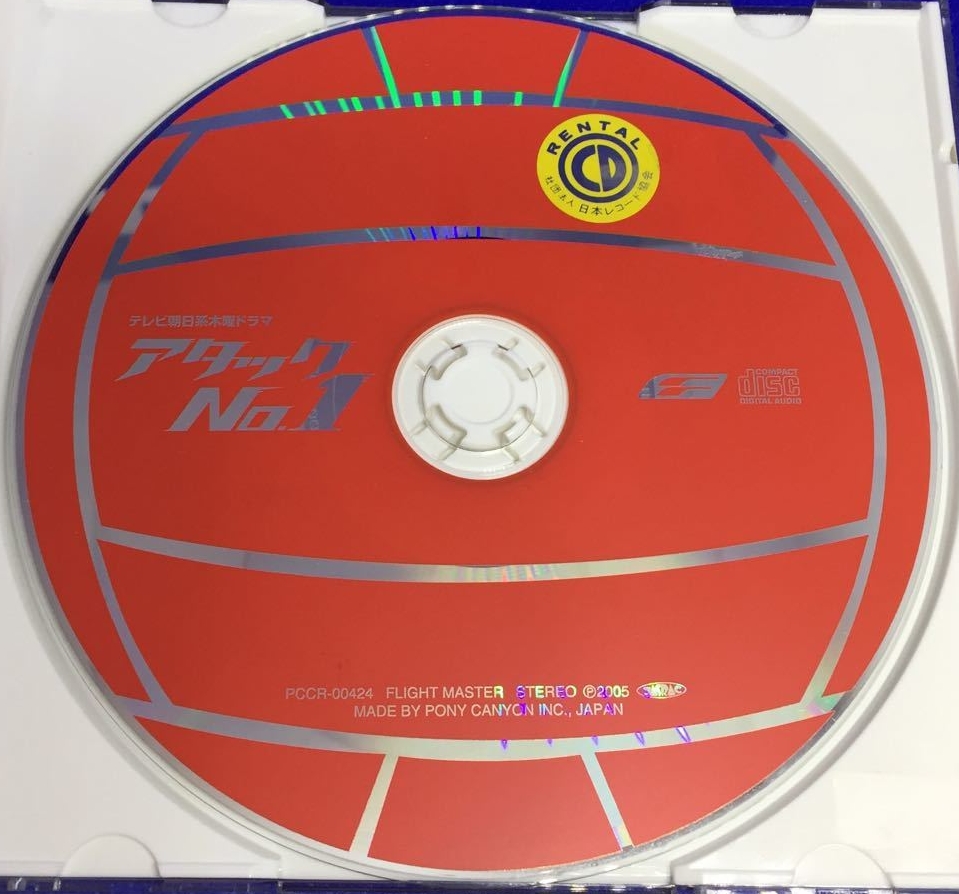 RENTAL
CD
社団法人 日本レコード協会
テレビ朝日系木曜ドラマ
アタック
No.1
COMPACT
disc
DIGITAL AUDIO
PCCR-00424 FLIGHT MASTER STEREO ℗2005
MADE BY PONY CANYON INC., JAPAN